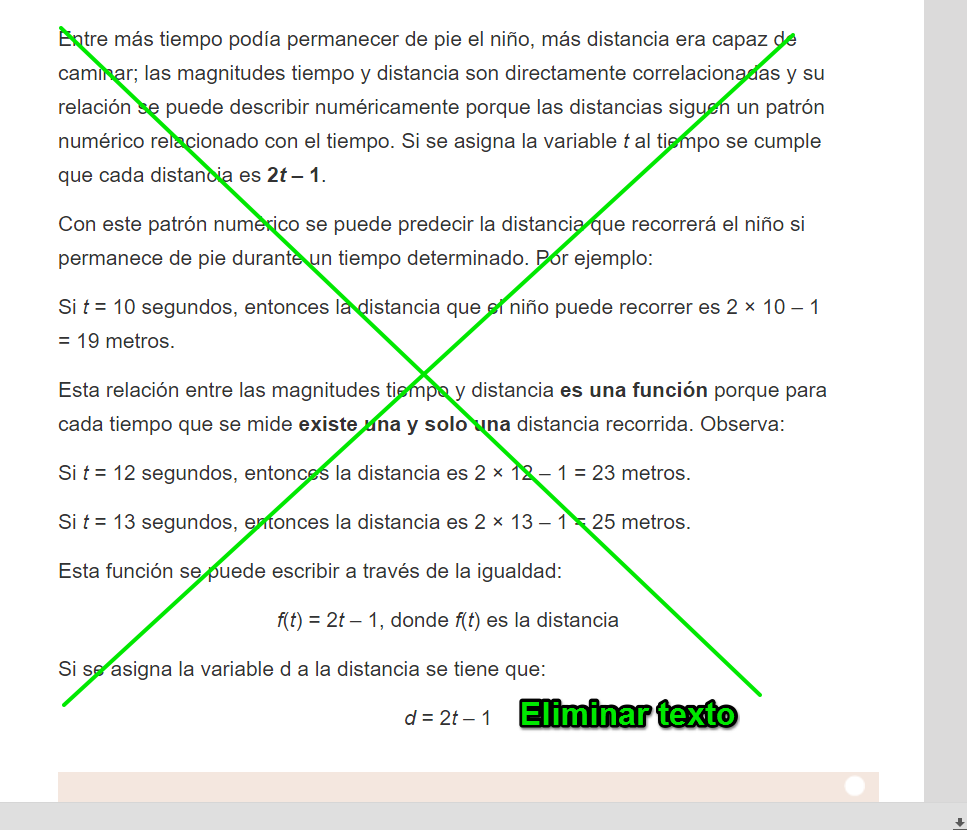 Entre más tiempo podía permanecer de pie el niño, más distancia era capaz de
caminar; las magnitudes tiempo y distancia son directamente correlacionadas y su
relación se puede describir numéricamente porque las distancias siguen un patrón
numérico relacionado con el tiempo. Si se asigna la variable t al tiempo se cumple
que cada distancia es 2t – 1.
Con este patrón numérico se puede predecir la distancia que recorrerá el niño si
permanece de pie durante un tiempo determinado. Por ejemplo:
Si t = 10 segundos, entonces la distancia que el niño puede recorrer es 2 × 10 – 1
= 19 metros.
Esta relación entre las magnitudes tiempo y distancia es una función porque para
cada tiempo que se mide existe una y solo una distancia recorrida. Observa:
Si t = 12 segundos, entonces la distancia es 2 × 12 – 1 = 23 metros.
Si t = 13 segundos, entonces la distancia es 2 × 13 – 1 = 25 metros.
Esta función se puede escribir a través de la igualdad:
f(t) = 2t – 1, donde f(t) es la distancia
Si se asigna la variable d a la distancia se tiene que:
d = 2t – 1 Eliminar texto